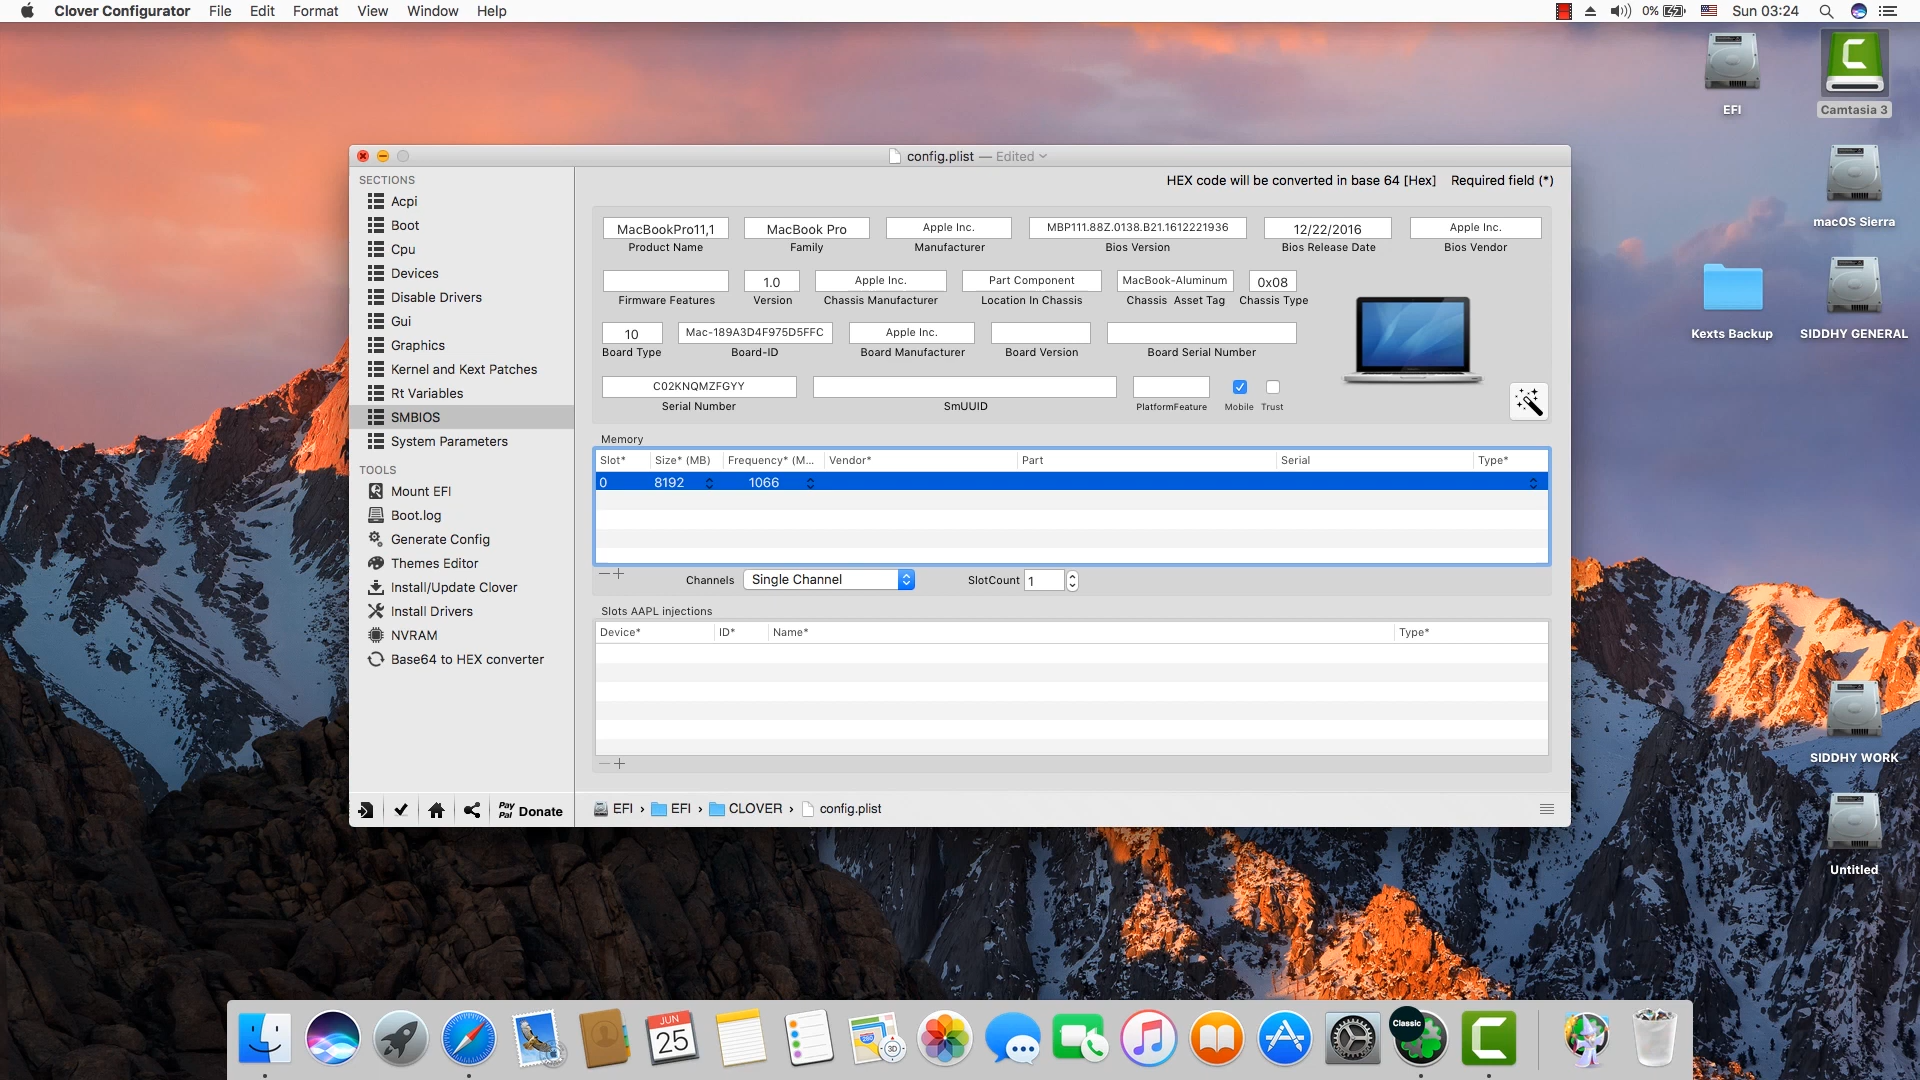 Clover Configurator File Edit Format View Window Help
0% Sun 03:24
EFI
Camtasia 3
macOS Sierra
Kexts Backup
SIDDHY GENERAL
SIDDHY WORK
Untitled
config.plist — Edited
SECTIONS
Acpi
Boot
Cpu
Devices
Disable Drivers
Gui
Graphics
Kernel and Kext Patches
Rt Variables
SMBIOS
System Parameters
TOOLS
Mount EFI
Boot.log
Generate Config
Themes Editor
Install/Update Clover
Install Drivers
NVRAM
Base64 to HEX converter
Pay Pal Donate
HEX code will be converted in base 64 [Hex] Required field (*)
MacBookPro11,1 MacBook Pro Apple Inc. MBP111.88Z.0138.B21.1612221936 12/22/2016 Apple Inc.
Product Name Family Manufacturer Bios Version Bios Release Date Bios Vendor
1.0 Apple Inc. Part Component MacBook-Aluminum 0x08
Firmware Features Version Chassis Manufacturer Location In Chassis Chassis Asset Tag Chassis Type
10 Mac-189A3D4F975D5FFC Apple Inc.
Board Type Board-ID Board Manufacturer Board Version Board Serial Number
C02KNQMZFGYY
Serial Number SmUUID PlatformFeature Mobile Trust
Memory
Slot* Size* (MB) Frequency* (M... Vendor* Part Serial Type*
0 8192 1066
Channels Single Channel SlotCount 1
Slots AAPL injections
Device* ID* Name* Type*
EFI › EFI › CLOVER › config.plist
JUN
25
3D
Classic